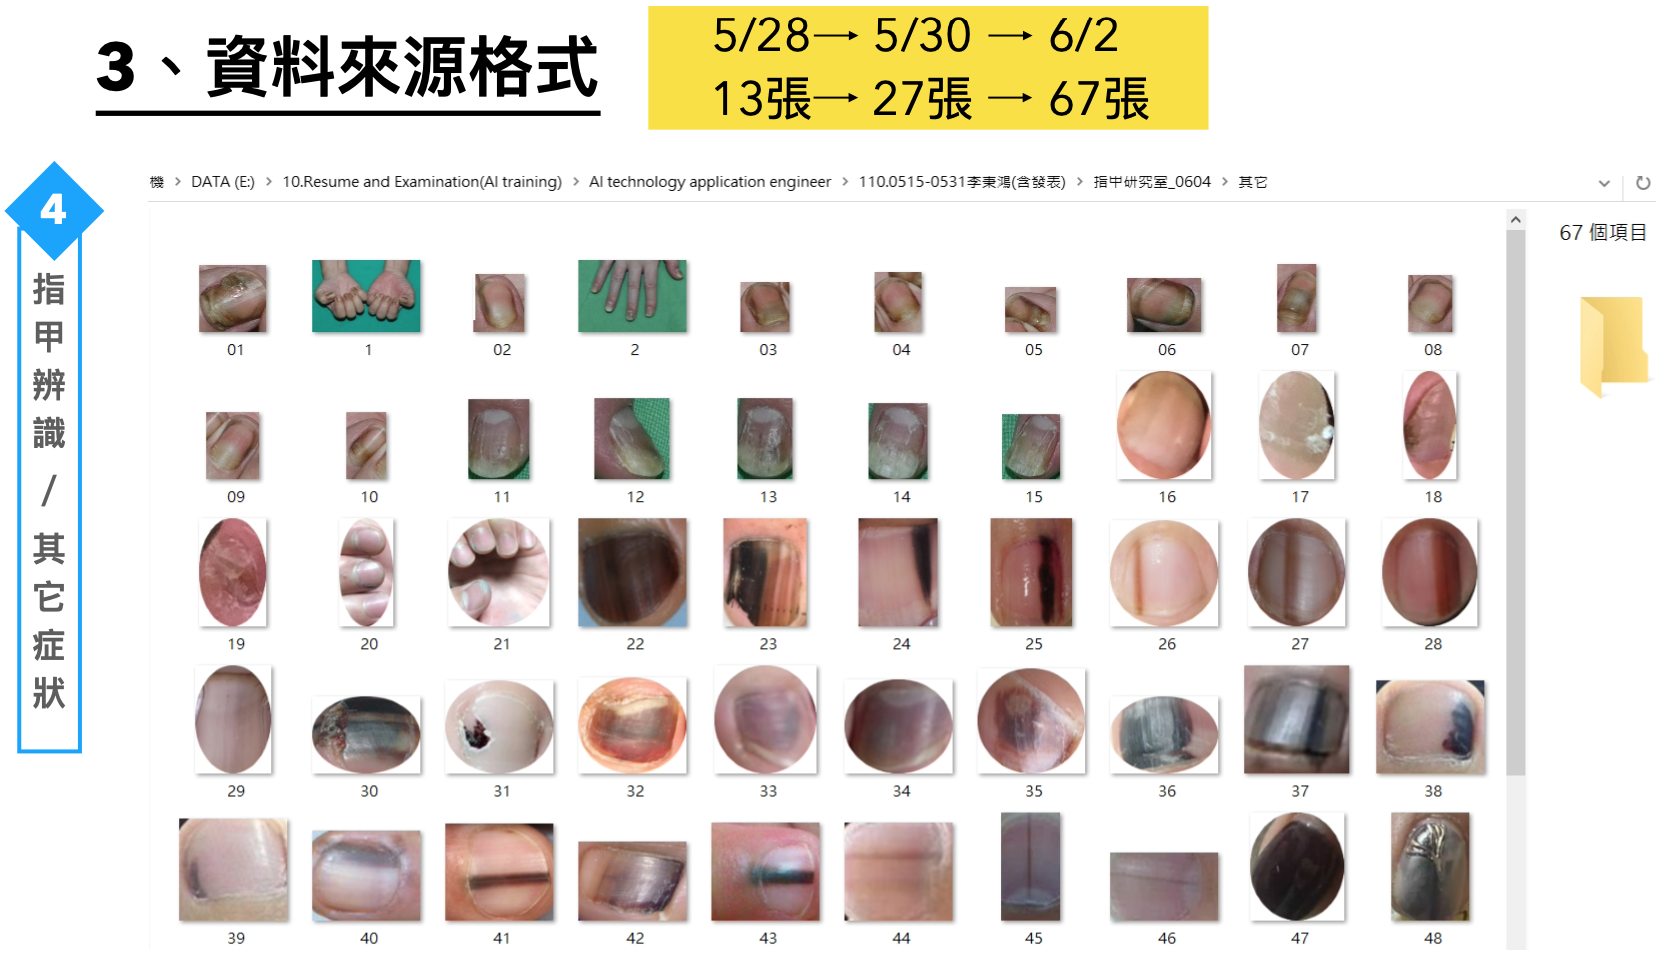 3、資料來源格式
5/28→ 5/30 → 6/2
13張→ 27張 → 67張
4
指甲辨識/其它症狀
機 > DATA (E:) > 10.Resume and Examination(AI training) > AI technology application engineer > 110.0515-0531李東鴻(含發表) > 指甲研究室_0604 > 其它
67 個項目
01 1 02 2 03 04 05 06 07 08
09 10 11 12 13 14 15 16 17 18
19 20 21 22 23 24 25 26 27 28
29 30 31 32 33 34 35 36 37 38
39 40 41 42 43 44 45 46 47 48